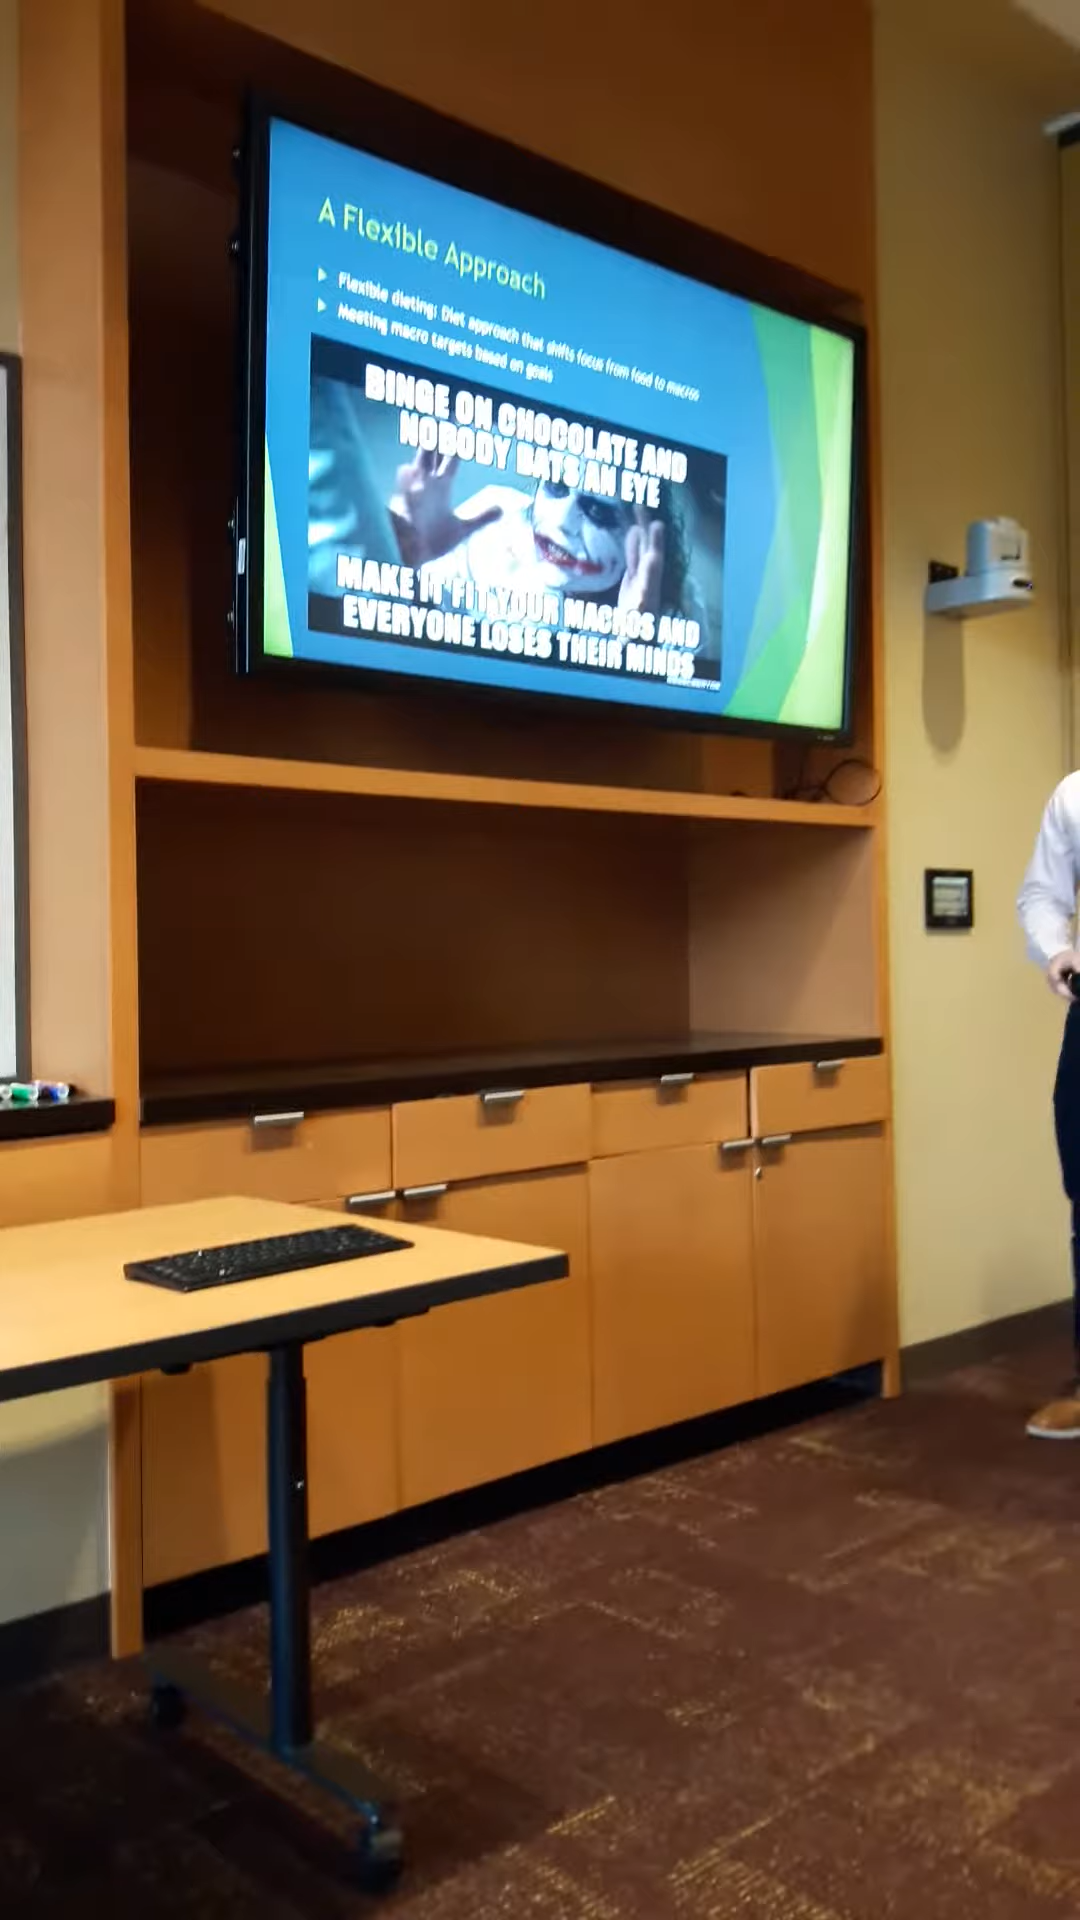 A Flexible Approach
Flexible dieting: Diet approach that shifts focus from food to macros
Meeting macro targets based on goals
BINGE ON CHOCOLATE AND
NOBODY BATS AN EYE
MAKE IT FIT YOUR MACROS AND
EVERYONE LOSES THEIR MINDS